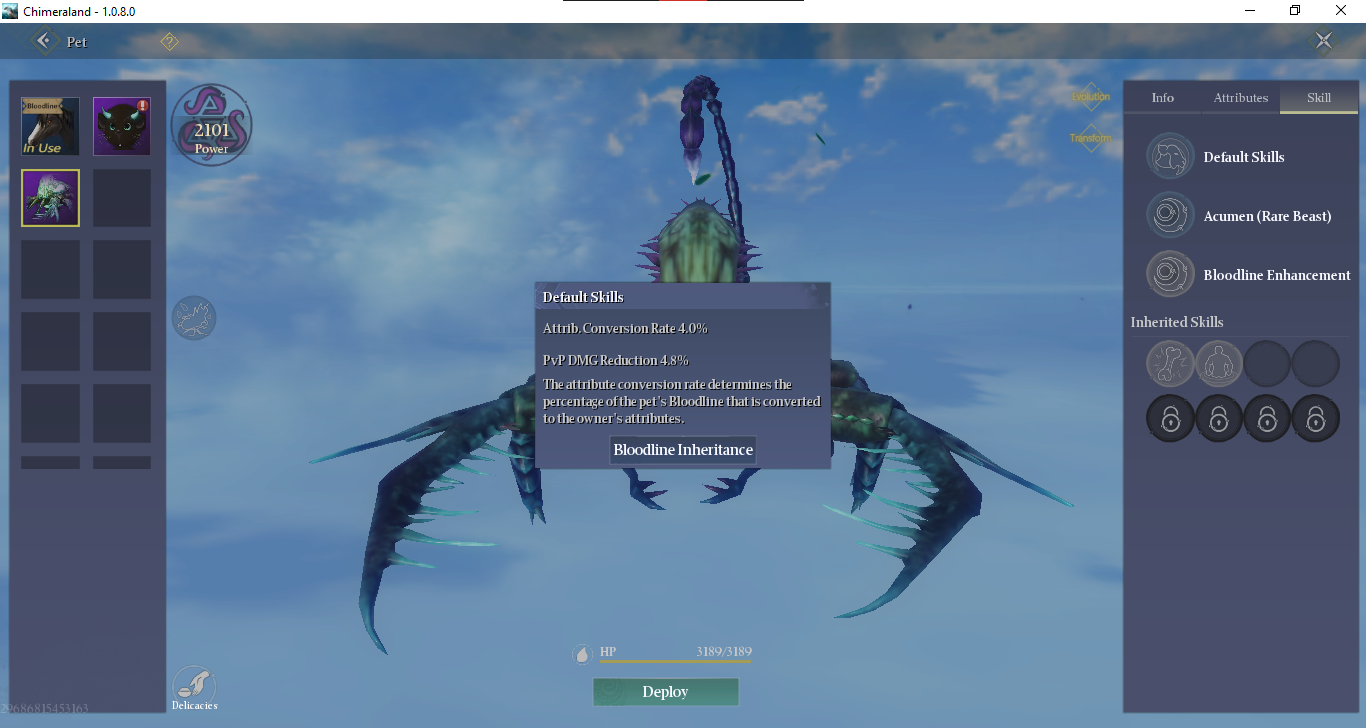 Chimeraland - 1.0.8.0
Pet
?
Bloodline
In Use
!
2101
Power
Evolution
Transform
Info
Attributes
Skill
Default Skills
Acumen (Rare Beast)
Bloodline Enhancement
Inherited Skills
Default Skills
Attrib. Conversion Rate 4.0%
PvP DMG Reduction 4.8%
The attribute conversion rate determines the
percentage of the pet's Bloodline that is converted
to the owner's attributes.
Bloodline Inheritance
HP
3189/3189
Deploy
Delicacies
29686815453163